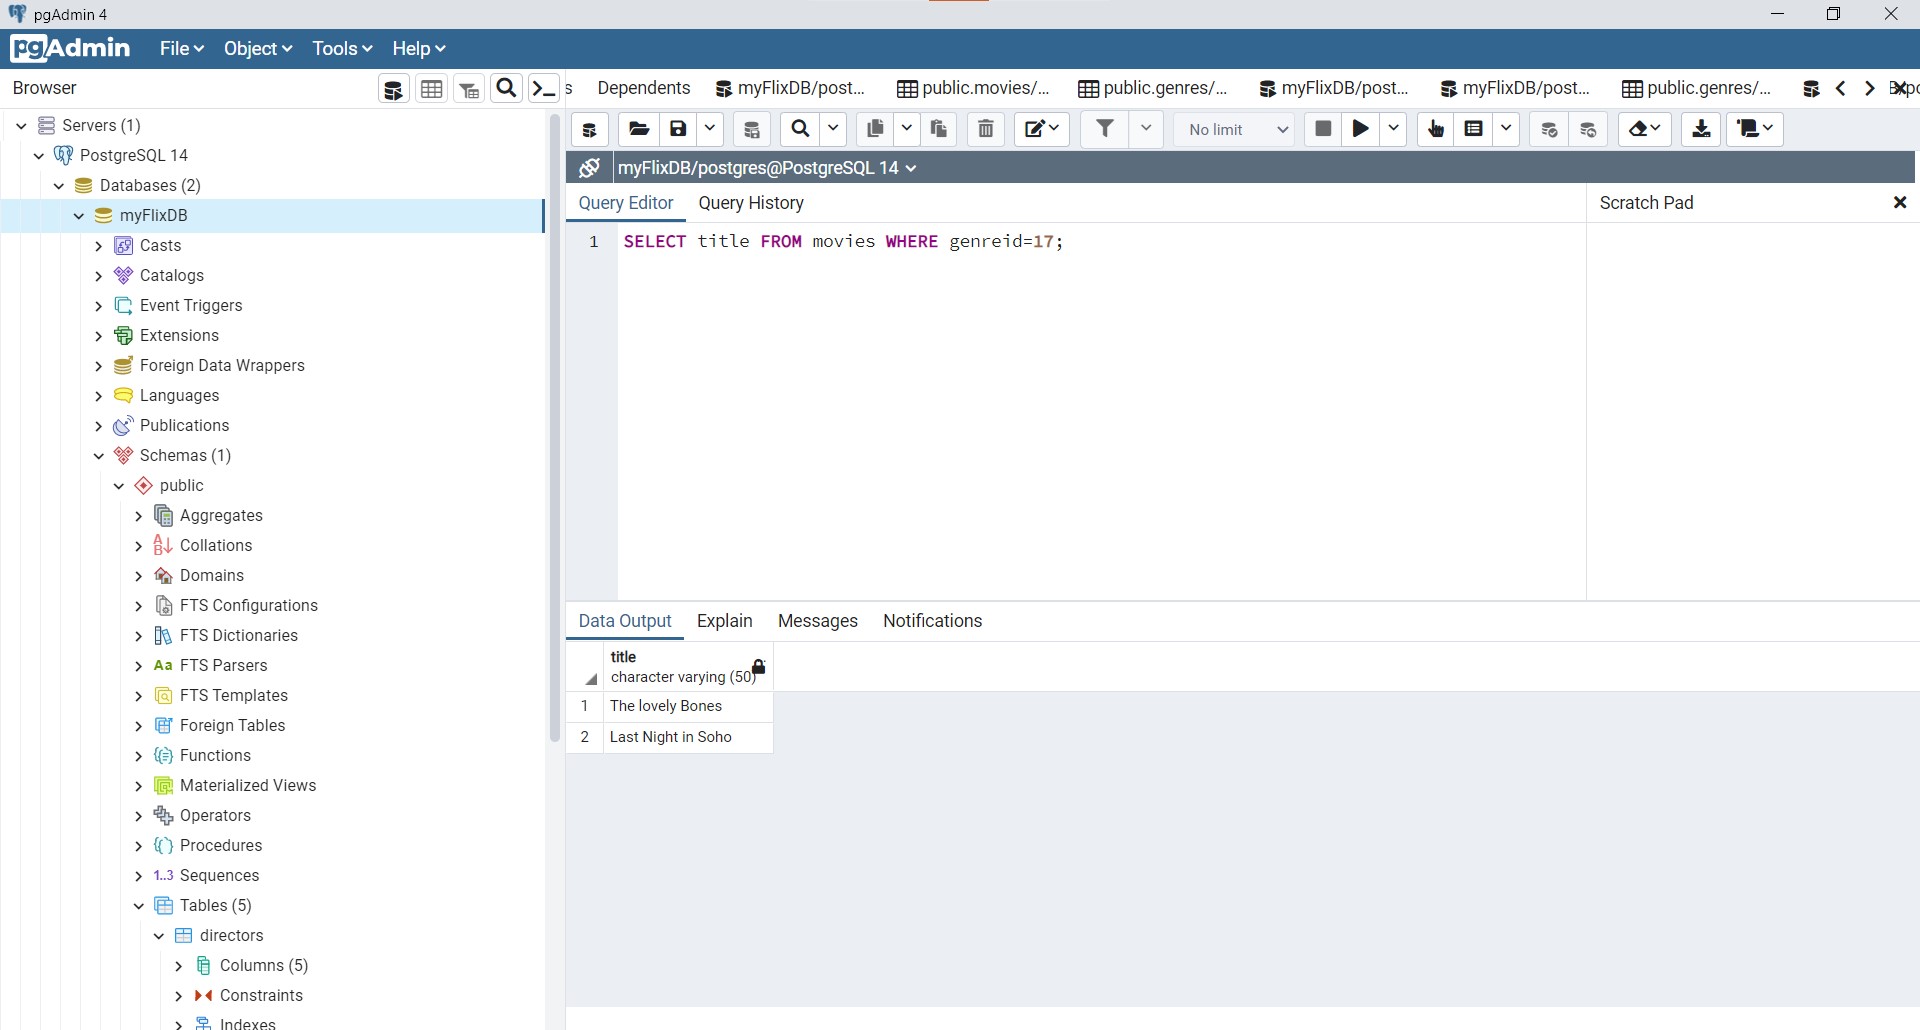 pgAdmin 4
pgAdmin File Object Tools Help
Browser
s Dependents myFlixDB/post... public.movies/... public.genres/... myFlixDB/post... myFlixDB/post... public.genres/...
Servers (1)
PostgreSQL 14
Databases (2)
myFlixDB
Casts
Catalogs
Event Triggers
Extensions
Foreign Data Wrappers
Languages
Publications
Schemas (1)
public
Aggregates
Collations
Domains
FTS Configurations
FTS Dictionaries
Aa FTS Parsers
FTS Templates
Foreign Tables
Functions
Materialized Views
Operators
Procedures
1..3 Sequences
Tables (5)
directors
Columns (5)
Constraints
Indexes
No limit
myFlixDB/postgres@PostgreSQL 14
Query Editor Query History
Scratch Pad
1 SELECT title FROM movies WHERE genreid=17;
Data Output Explain Messages Notifications
title
character varying (50)
1 The lovely Bones
2 Last Night in Soho